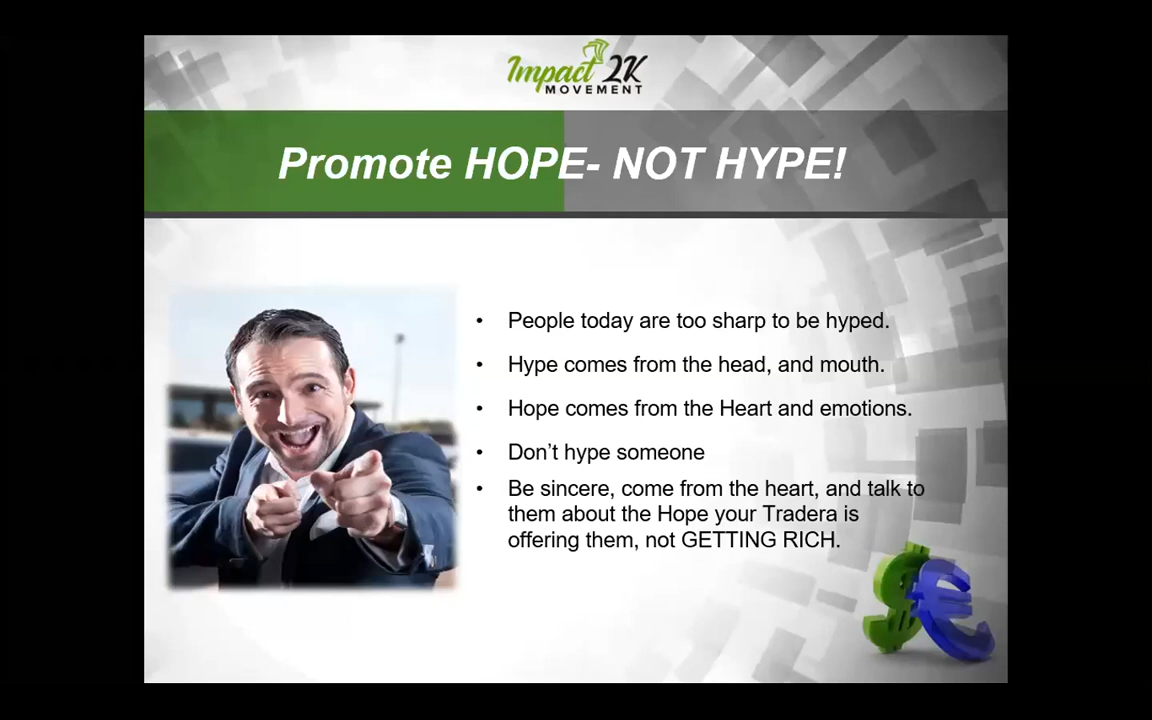 Impact 2K
MOVEMENT
Promote HOPE- NOT HYPE!
• People today are too sharp to be hyped.
• Hype comes from the head, and mouth.
• Hope comes from the Heart and emotions.
• Don’t hype someone
• Be sincere, come from the heart, and talk to
them about the Hope your Tradera is
offering them, not GETTING RICH.